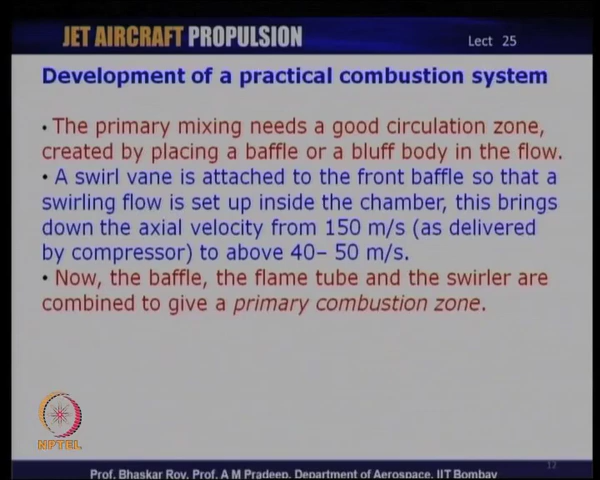 JET AIRCRAFT PROPULSION
Lect 25
Development of a practical combustion system
• The primary mixing needs a good circulation zone,
created by placing a baffle or a bluff body in the flow.
• A swirl vane is attached to the front baffle so that a
swirling flow is set up inside the chamber, this brings
down the axial velocity from 150 m/s (as delivered
by compressor) to above 40– 50 m/s.
• Now, the baffle, the flame tube and the swirler are
combined to give a primary combustion zone.
NPTEL
12
Prof. Bhaskar Roy, Prof. A M Pradeep, Department of Aerospace, IIT Bombay